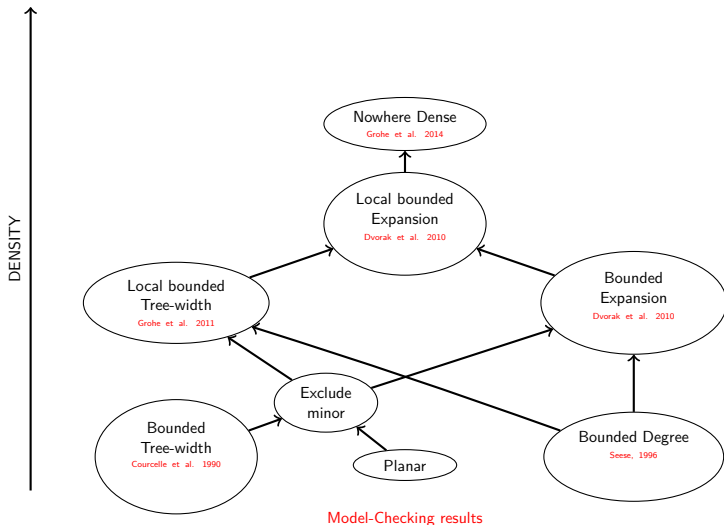 Nowhere Dense
Grohe et al. 2014
Local bounded
Expansion
Dvorak et al. 2010
DENSITY
Local bounded
Tree-width
Grohe et al. 2011
Bounded
Expansion
Dvorak et al. 2010
Exclude
minor
Bounded
Tree-width
Courcelle et al. 1990
Planar
Bounded Degree
Seese, 1996
Model-Checking results